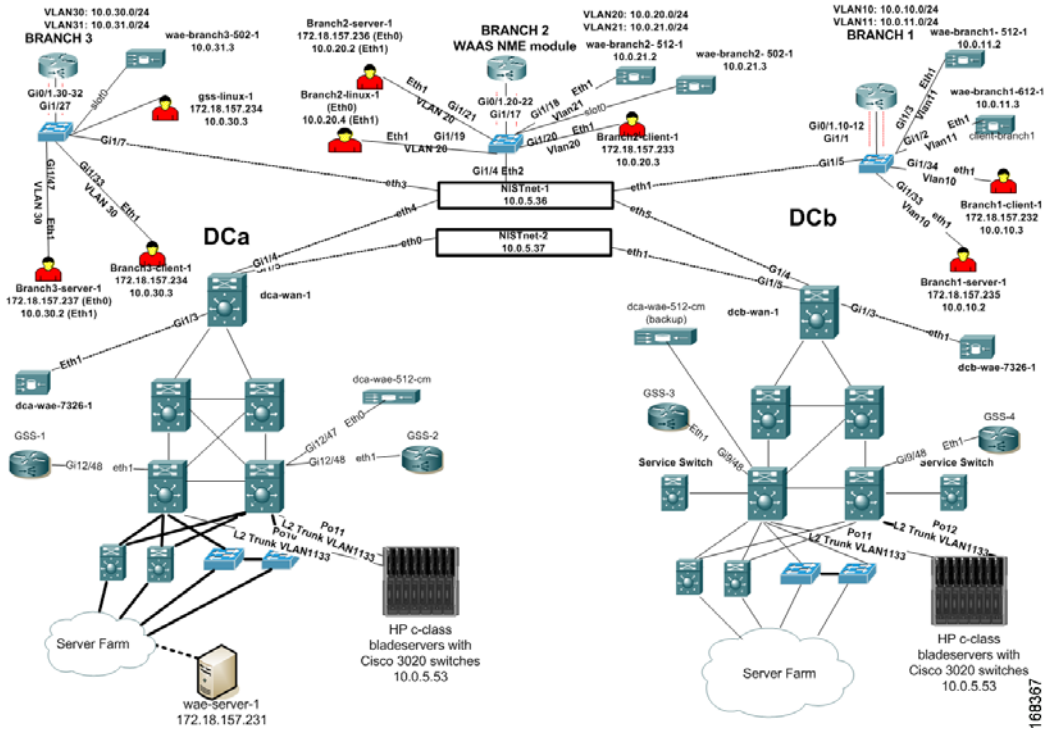 VLAN30: 10.0.30.0/24
VLAN31: 10.0.31.0/24
BRANCH 3
Gi0/1.30-32
Gi1/27
slot0
wae-branch3-502-1
10.0.31.3
gss-linux-1
172.18.157.234
10.0.30.3
Gi1/7
Gi1/47
VLAN 30
Eth1
Gi1/33
VLAN 30
Eth1
Branch3-server-1
172.18.157.237 (Eth0)
10.0.30.2 (Eth1)
Branch3-client-1
172.18.157.234
10.0.30.3
Branch2-server-1
172.18.157.236 (Eth0)
10.0.20.2 (Eth1)
Branch2-linux-1
(Eth0)
10.0.20.4 (Eth1)
BRANCH 2
WAAS NME module
VLAN20: 10.0.20.0/24
VLAN21: 10.0.21.0/24
wae-branch2- 512-1
10.0.21.2
wae-branch2- 502-1
10.0.21.3
Eth1
VLAN 20
Gi1/21
Gi0/1.20-22
Gi1/17
Gi1/18
Vlan21
Eth1
slot0
Eth1
Gi1/19
VLAN 20
Gi1/20
Vlan20
Eth1
Branch2-client-1
172.18.157.233
10.0.20.3
Gi1/4 Eth2
VLAN10: 10.0.10.0/24
VLAN11: 10.0.11.0/24
BRANCH 1
wae-branch1- 512-1
10.0.11.2
wae-branch1-612-1
10.0.11.3
client-branch1
Gi0/1.10-12
Gi1/1
Gi1/3
Vlan11
Eth1
Gi1/2
Vlan11
Eth1
Gi1/5
Gi1/34
Vlan10
eth1
Gi1/33
Vlan10
eth1
Branch1-client-1
172.18.157.232
10.0.10.3
Branch1-server-1
172.18.157.235
10.0.10.2
eth3
NISTnet-1
10.0.5.36
eth1
eth4
eth5
eth0
NISTnet-2
10.0.5.37
eth1
DCa
Gi1/4
Gi1/5
dca-wan-1
Gi1/3
Eth1
dca-wae-7326-1
dca-wae-512-cm
Eth0
Gi12/47
GSS-1
Gi12/48
eth1
Gi12/48
eth1
GSS-2
Po11
L2 Trunk VLAN1133
L2 Trunk VLAN1133
Server Farm
wae-server-1
172.18.157.231
HP c-class
bladeservers with
Cisco 3020 switches
10.0.5.53
DCb
G1/4
Gi1/5
dcb-wan-1
Gi1/3
eth1
dcb-wae-7326-1
dca-wae-512-cm
(backup)
GSS-3
Eth1
Gi9/48
GSS-4
Eth1
Gi9/48
Service Switch
Service Switch
Po12
L2 Trunk VLAN1133
Po11
L2 Trunk VLAN1133
Server Farm
HP c-class
bladeservers with
Cisco 3020 switches
10.0.5.53
168367